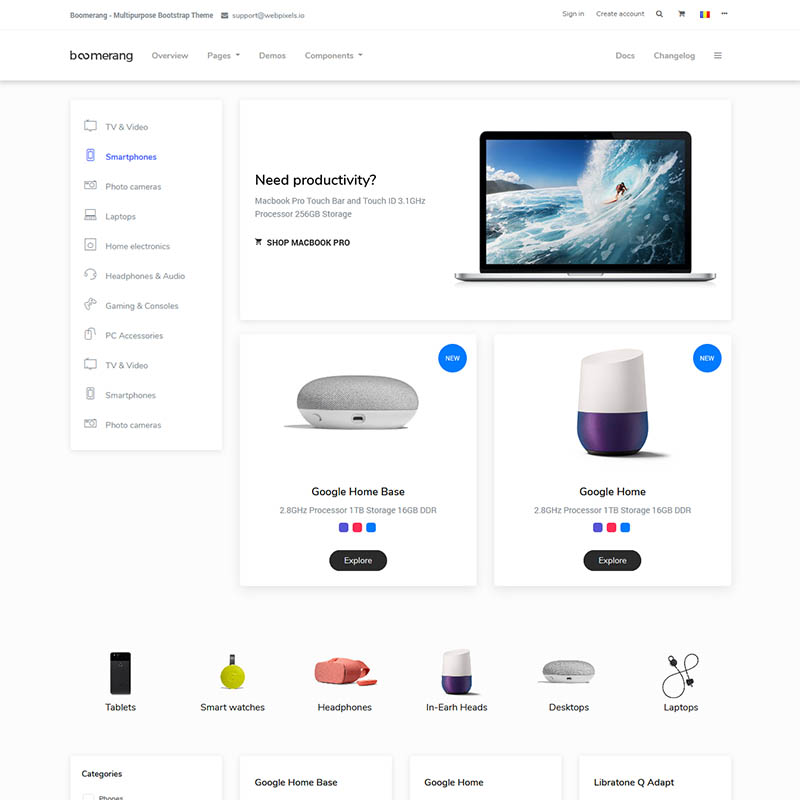 Boomerang - Multipurpose Bootstrap Theme support@webpixels.io Sign in Create account
boomerang Overview Pages Demos Components Docs Changelog
TV & Video
Smartphones
Photo cameras
Laptops
Home electronics
Headphones & Audio
Gaming & Consoles
PC Accessories
TV & Video
Smartphones
Photo cameras
Need productivity?
Macbook Pro Touch Bar and Touch ID 3.1GHz
Processor 256GB Storage
SHOP MACBOOK PRO
NEW
Google Home Base
2.8GHz Processor 1TB Storage 16GB DDR
Explore
NEW
Google Home
2.8GHz Processor 1TB Storage 16GB DDR
Explore
Tablets Smart watches Headphones In-Earh Heads Desktops Laptops
Categories
Phones
Google Home Base
Google Home
Libratone Q Adapt